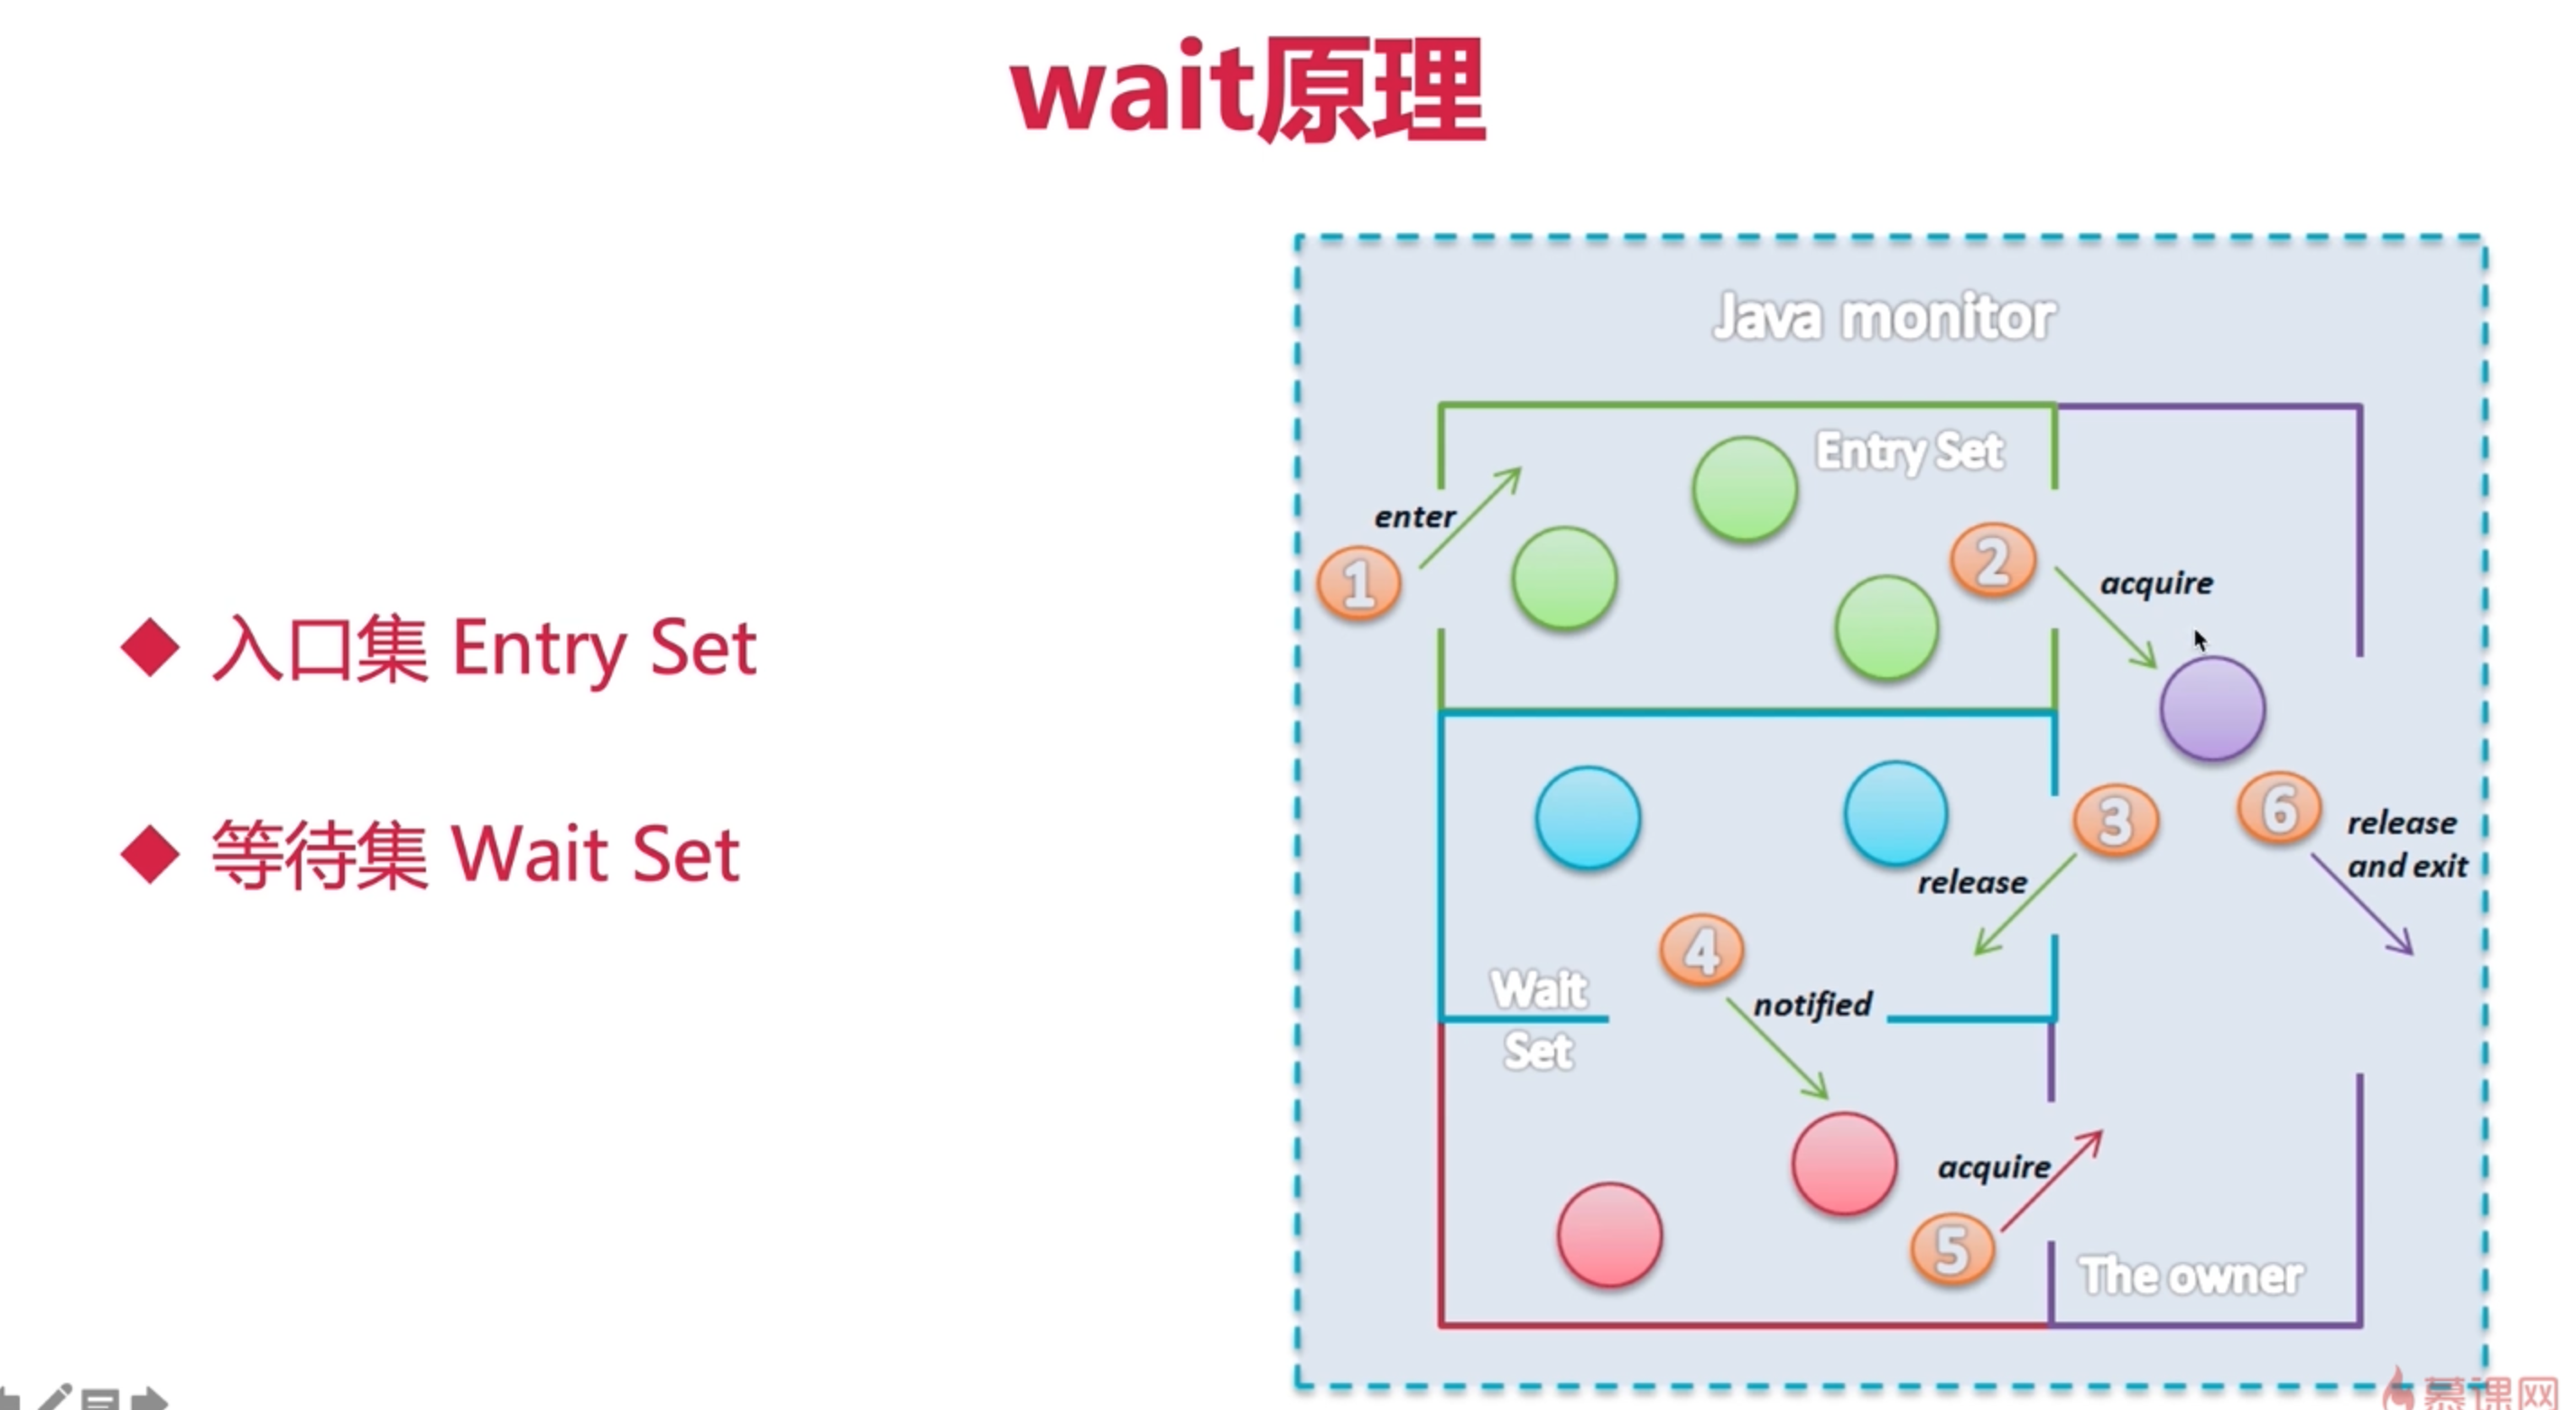 wait原理
入口集 Entry Set
等待集 Wait Set
Java monitor
Entry Set
enter
1
2
acquire
3
6
release
and exit
release
4
notified
Wait
Set
acquire
5
The owner
慕课网